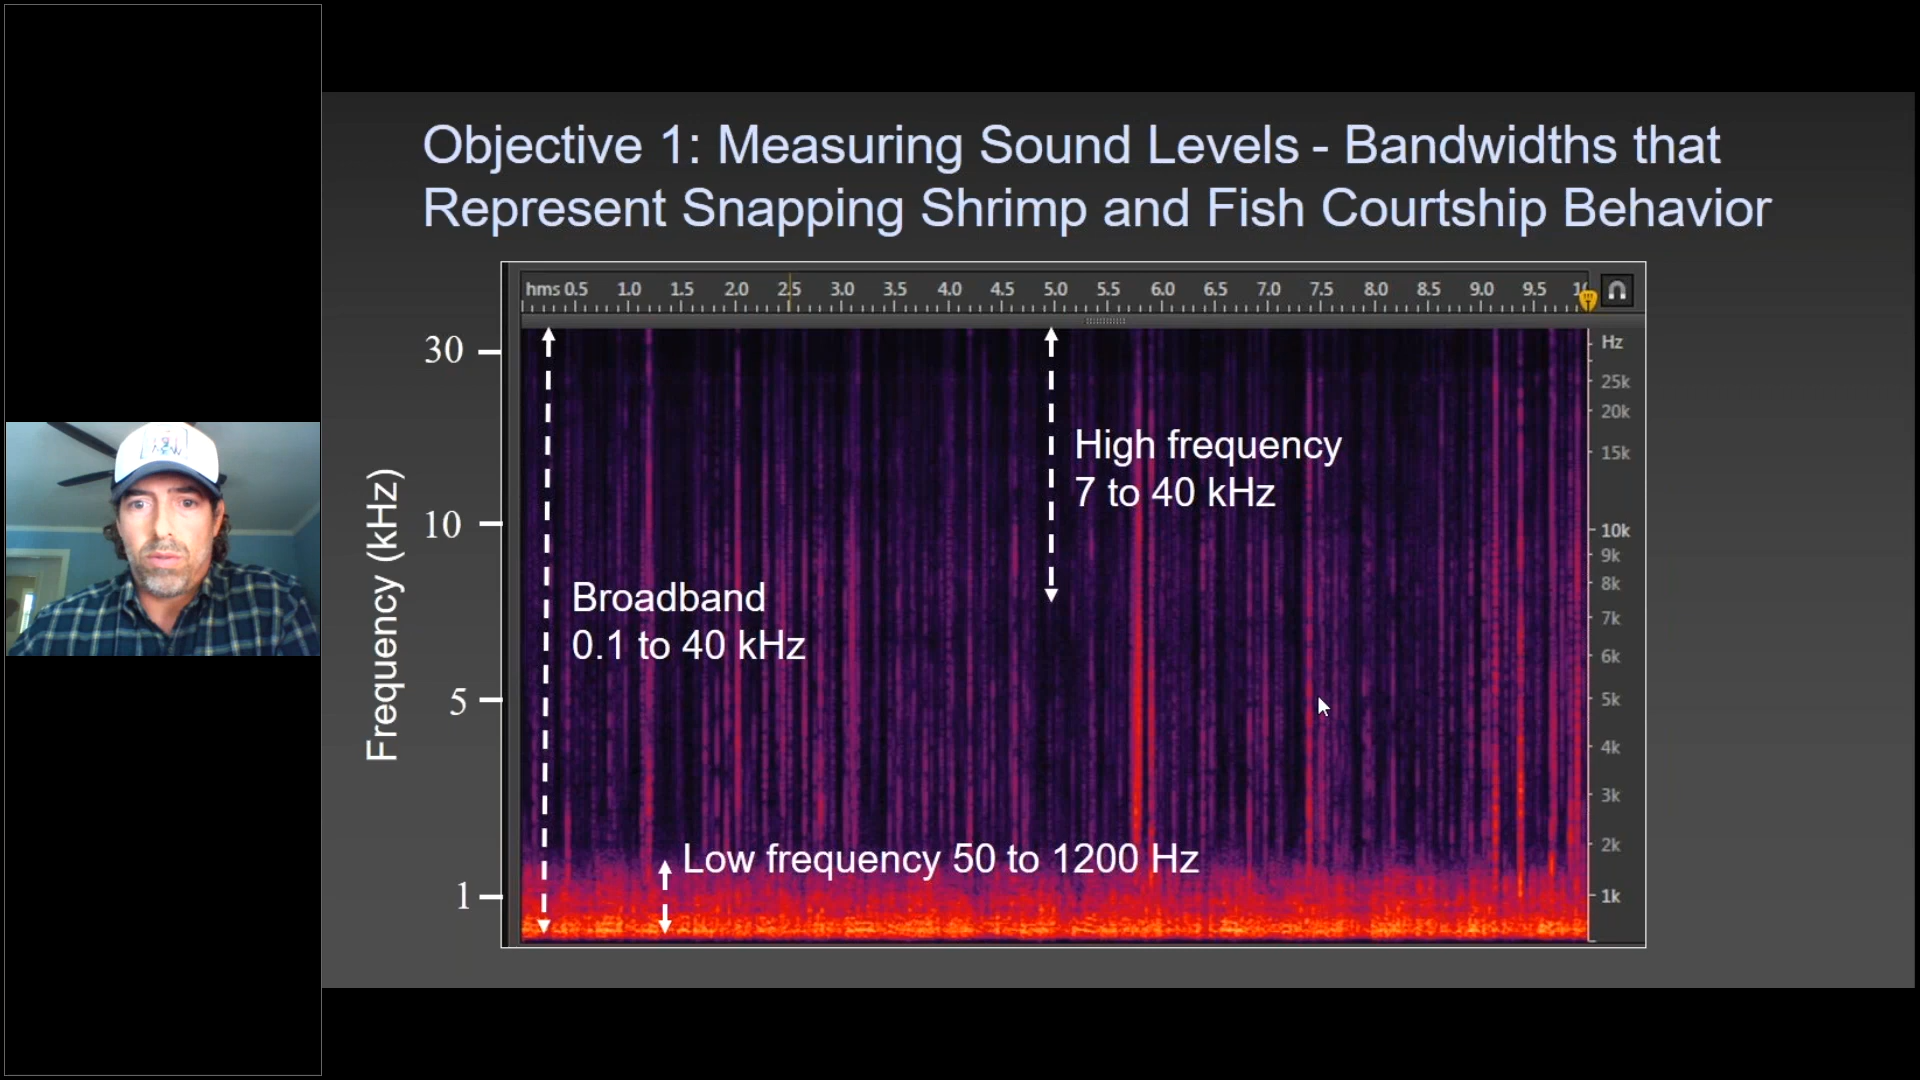 Objective 1: Measuring Sound Levels - Bandwidths that
Represent Snapping Shrimp and Fish Courtship Behavior
hms 0.5 1.0 1.5 2.0 2.5 3.0 3.5 4.0 4.5 5.0 5.5 6.0 6.5 7.0 7.5 8.0 8.5 9.0 9.5
Frequency (kHz)
30
10
5
1
Broadband
0.1 to 40 kHz
High frequency
7 to 40 kHz
Low frequency 50 to 1200 Hz
Hz
25k
20k
15k
10k
9k
8k
7k
6k
5k
4k
3k
2k
1k